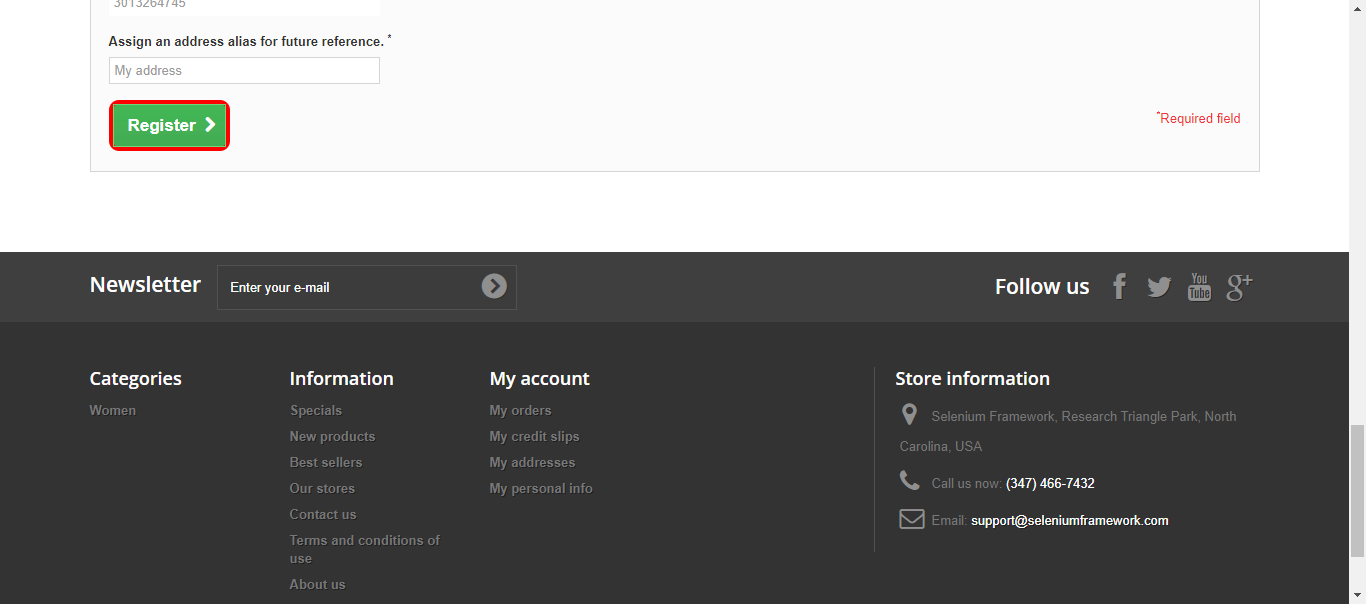 3013264745
Assign an address alias for future reference. *
My address
Register
*Required field
Newsletter
Enter your e-mail
Follow us
You
Tube
g+
Categories
Women
Information
Specials
New products
Best sellers
Our stores
Contact us
Terms and conditions of
use
About us
My account
My orders
My credit slips
My addresses
My personal info
Store information
Selenium Framework, Research Triangle Park, North
Carolina, USA
Call us now: (347) 466-7432
Email: support@seleniumframework.com